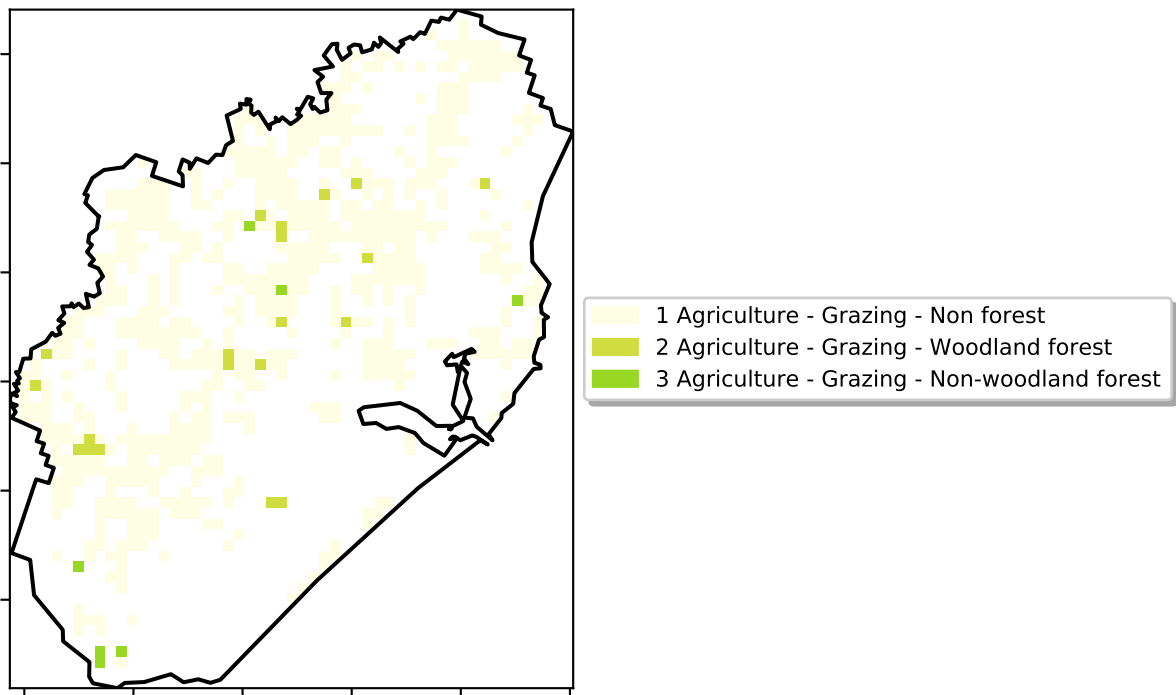 1 Agriculture - Grazing - Non forest
2 Agriculture - Grazing - Woodland forest
3 Agriculture - Grazing - Non-woodland forest